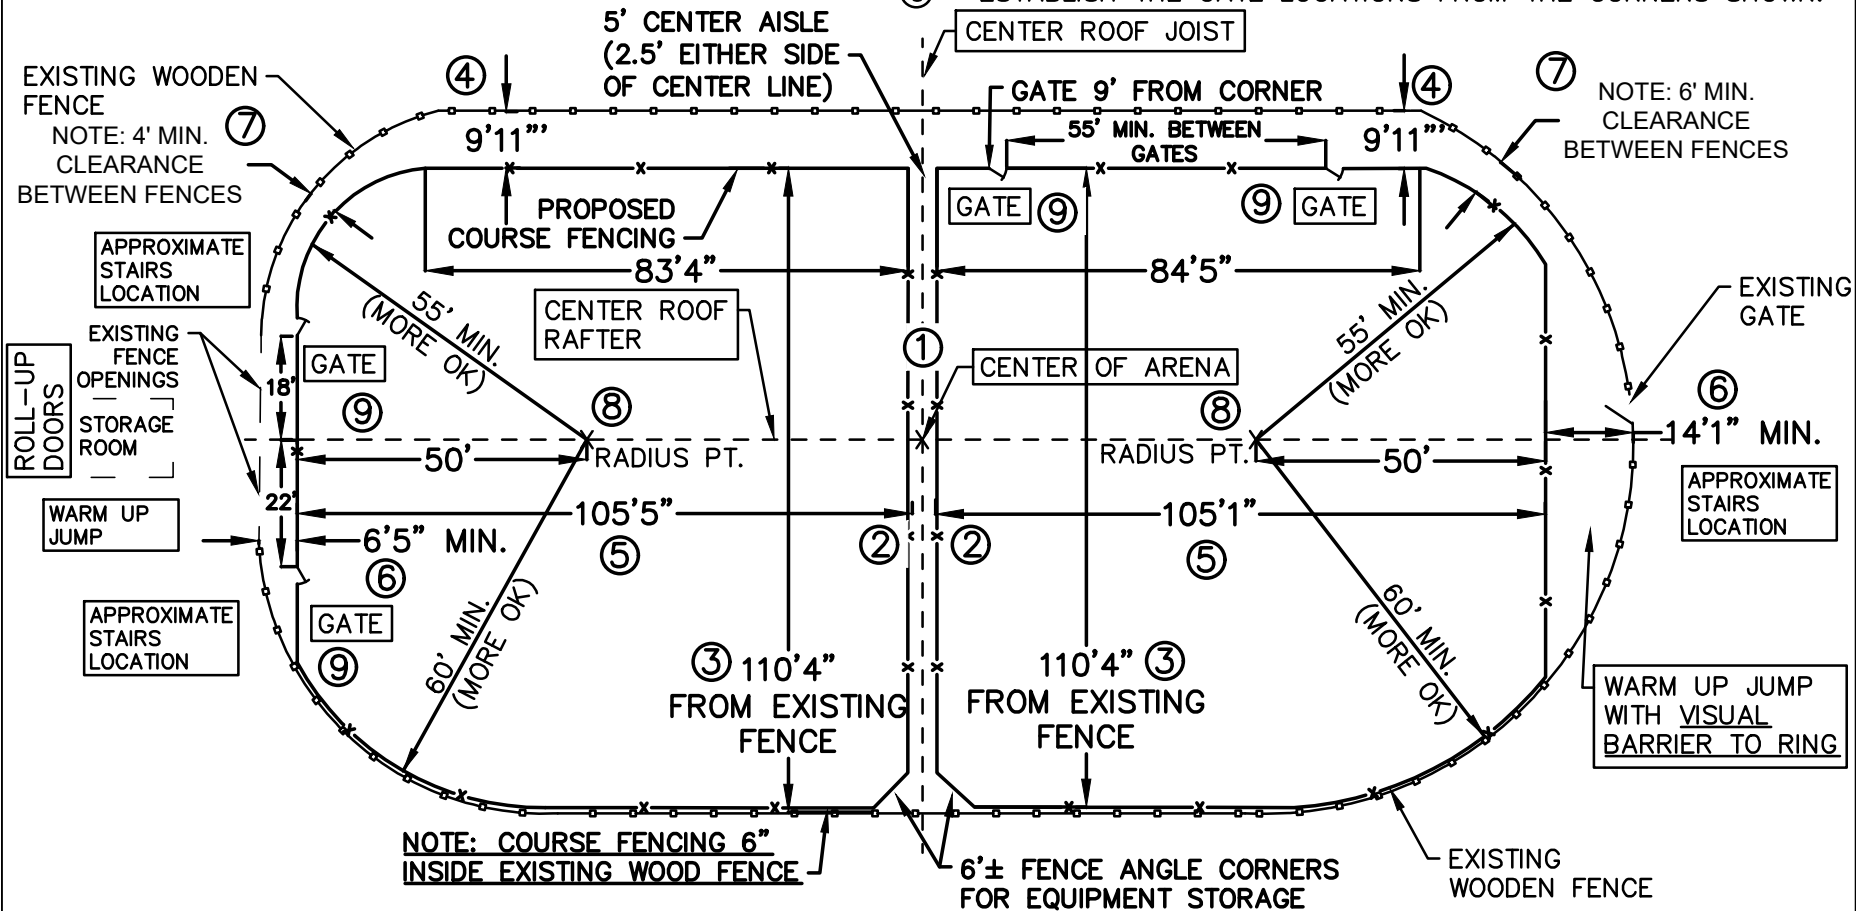 ③ ESTABLISH THE GATE LOCATIONS FROM THE CORNERS SHOWN.
5' CENTER AISLE
(2.5' EITHER SIDE
OF CENTER LINE)
CENTER ROOF JOIST
EXISTING WOODEN
FENCE
④
9'11"'
GATE 9' FROM CORNER
55' MIN. BETWEEN
GATES
④
9'11"'
⑦
NOTE: 4' MIN.
CLEARANCE
BETWEEN FENCES
⑦
NOTE: 6' MIN.
CLEARANCE
BETWEEN FENCES
PROPOSED
COURSE FENCING
GATE
⑨
⑨
GATE
APPROXIMATE
STAIRS
LOCATION
83'4"
84'5"
55' MIN.
(MORE OK)
CENTER ROOF
RAFTER
55' MIN.
(MORE OK)
EXISTING
GATE
ROLL-UP
DOORS
EXISTING
FENCE
OPENINGS
STORAGE
ROOM
GATE
18'
⑨
①
CENTER OF ARENA
⑧
⑧
⑥
14'1" MIN.
50'
RADIUS PT.
RADIUS PT.
50'
22'
WARM UP
JUMP
105'5"
⑤
105'1"
⑤
APPROXIMATE
STAIRS
LOCATION
6'5" MIN.
⑥
②
②
APPROXIMATE
STAIRS
LOCATION
GATE
⑨
60' MIN.
(MORE OK)
③ 110'4"
FROM EXISTING
FENCE
110'4" ③
FROM EXISTING
FENCE
60' MIN.
(MORE OK)
WARM UP JUMP
WITH VISUAL
BARRIER TO RING
NOTE: COURSE FENCING 6"
INSIDE EXISTING WOOD FENCE
6'± FENCE ANGLE CORNERS
FOR EQUIPMENT STORAGE
EXISTING
WOODEN FENCE